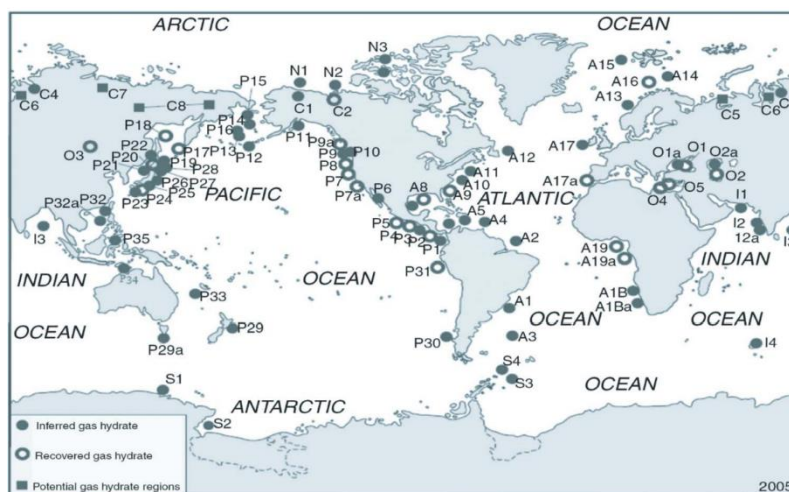 ARCTIC
OCEAN
N3
A15
A14
N1
N2
P15
A16
C4
C7
C6
C8
C1
C2
A13
C5
C6
P14
P18
P16
P11
P9a
P10
O3
P22
P17
P13
P12
P9
A12
A17
O1
O1a
O2a
P20
P19
P8
A11
P21
P28
P7
A10
O2
P26
P27
PACIFIC
P6
A8
ATLANTIC
A17a
O5
P25
P7a
A9
O4
P24
P23
P32a
P32
P5
A5
A4
I1
I3
P4
P3
P2
P1
A2
A19
I2
12a
P35
A19a
INDIAN
OCEAN
P31
INDIAN
P34
P33
A1
A1B
A1Ba
OCEAN
P29
P30
A3
OCEAN
OCEAN
I4
P29a
S4
S1
S3
OCEAN
ANTARCTIC
S2
Inferred gas hydrate
Recovered gas hydrate
Potential gas hydrate regions
2005